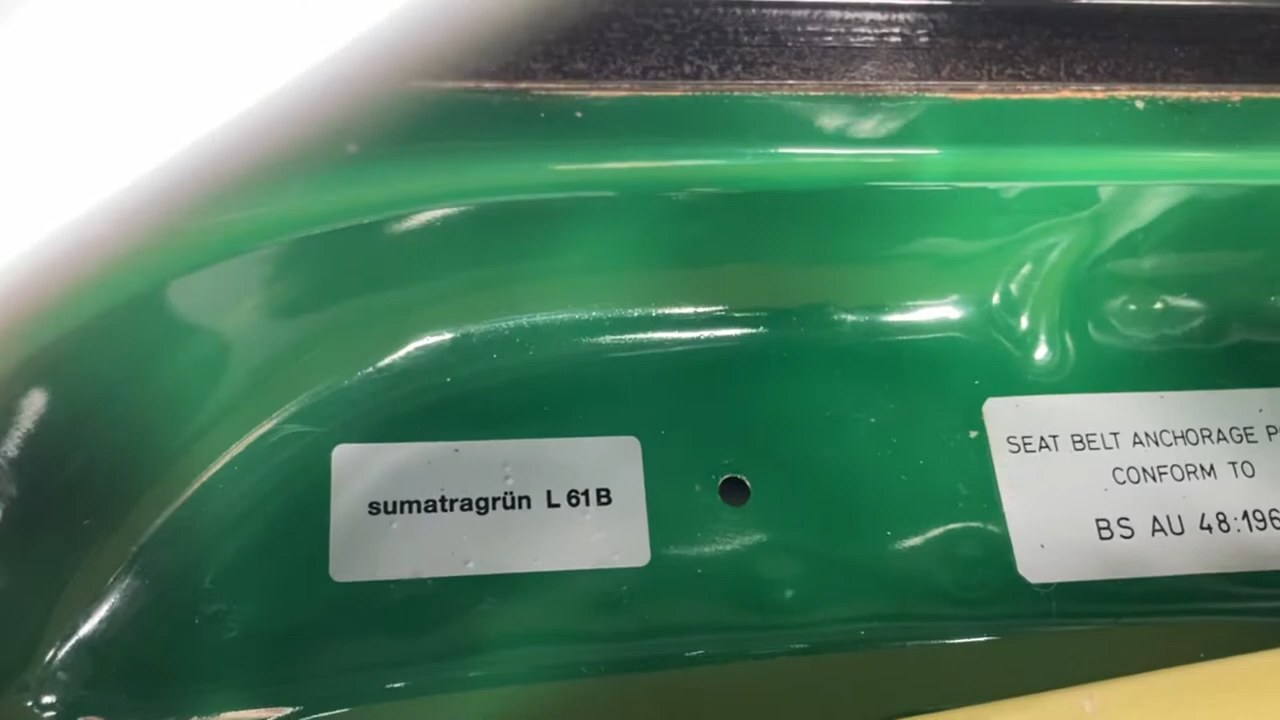 sumatragrün L 61 B
SEAT BELT ANCHORAGE
CONFORM TO
BS AU 48:196